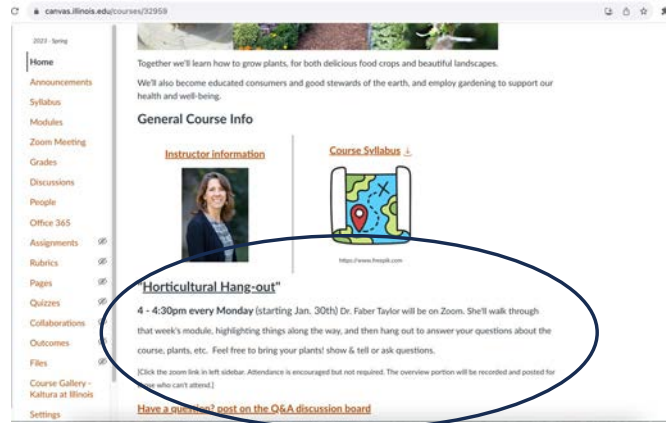 canvas.illinois.edu/courses/32959
2023 - Spring
Home
Announcements
Syllabus
Modules
Zoom Meeting
Grades
Discussions
People
Office 365
Assignments
Rubrics
Pages
Quizzes
Collaborations
Outcomes
Files
Course Gallery -
Kaltura at Illinois
Settings
Together we'll learn how to grow plants, for both delicious food crops and beautiful landscapes.
We'll also become educated consumers and good stewards of the earth, and employ gardening to support our
health and well-being.
General Course Info
Instructor information
Course Syllabus
https://www.freepik.com
"Horticultural Hang-out"
4 - 4:30pm every Monday (starting Jan. 30th) Dr. Faber Taylor will be on Zoom. She'll walk through
that week's module, highlighting things along the way, and then hang out to answer your questions about the
course, plants, etc. Feel free to bring your plants! show & tell or ask questions.
[Click the zoom link in left sidebar. Attendance is encouraged but not required. The overview portion will be recorded and posted for
those who can't attend.]
Have a question? post on the Q&A discussion board